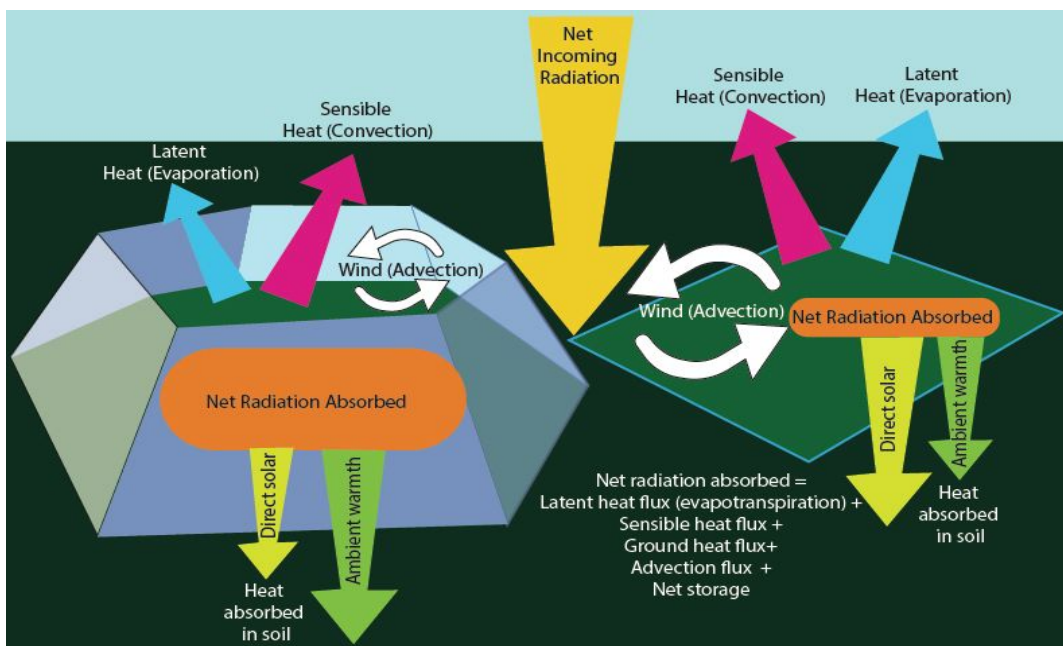 Net
Incoming
Radiation
Sensible
Heat (Convection)
Latent
Heat (Evaporation)
Sensible
Heat (Convection)
Latent
Heat (Evaporation)
Wind (Advection)
Wind (Advection)
Net Radiation Absorbed
Net Radiation Absorbed
Direct solar
Ambient warmth
Heat
absorbed
in soil
Direct solar
Ambient warmth
Heat
absorbed
in soil
Net radiation absorbed =
Latent heat flux (evapotranspiration) +
Sensible heat flux +
Ground heat flux+
Advection flux +
Net storage